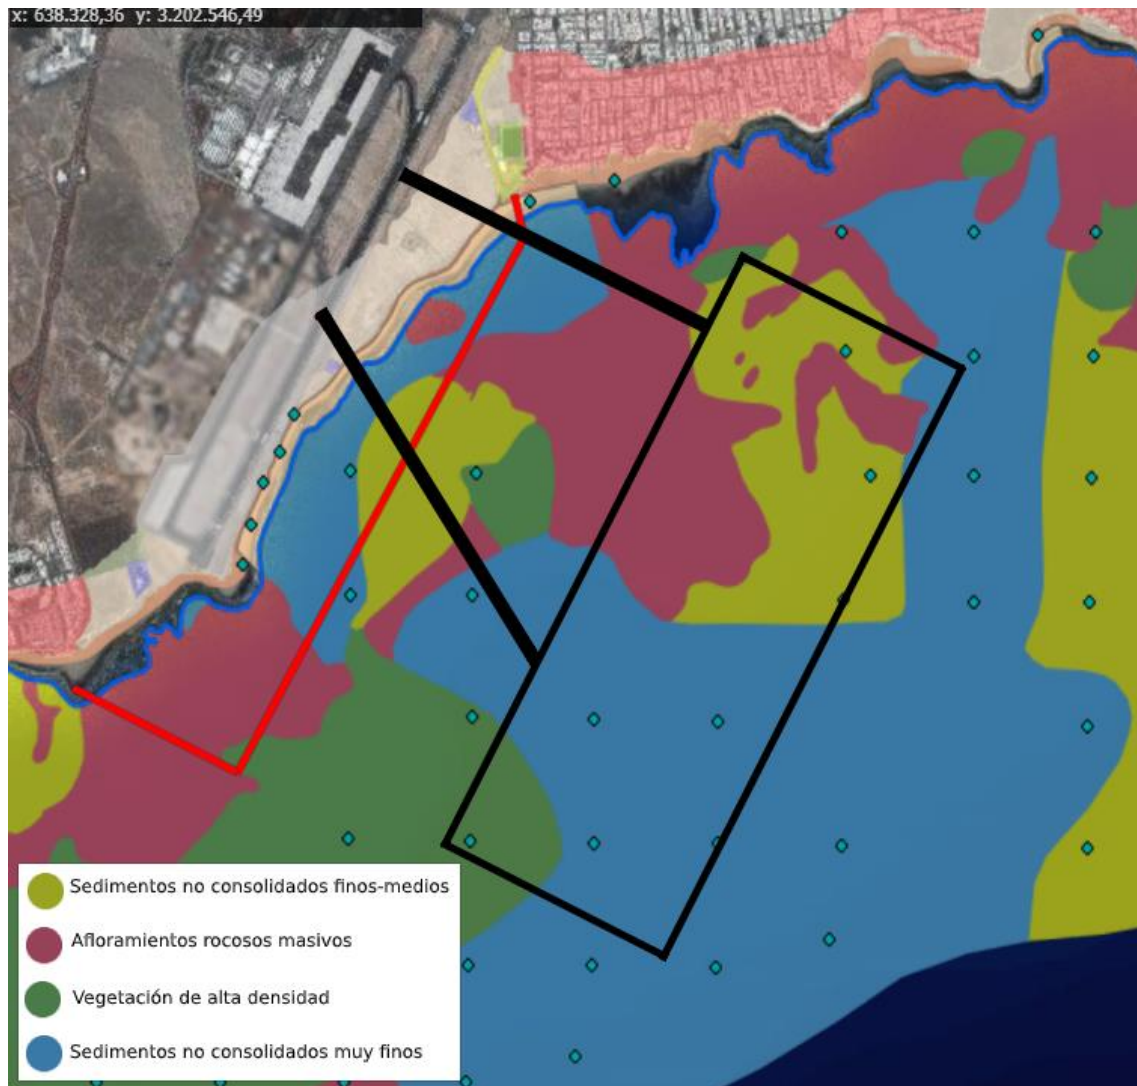 x: 638.328,36  y: 3.202.546,49
Sedimentos no consolidados finos-medios
Afloramientos rocosos masivos
Vegetación de alta densidad
Sedimentos no consolidados muy finos